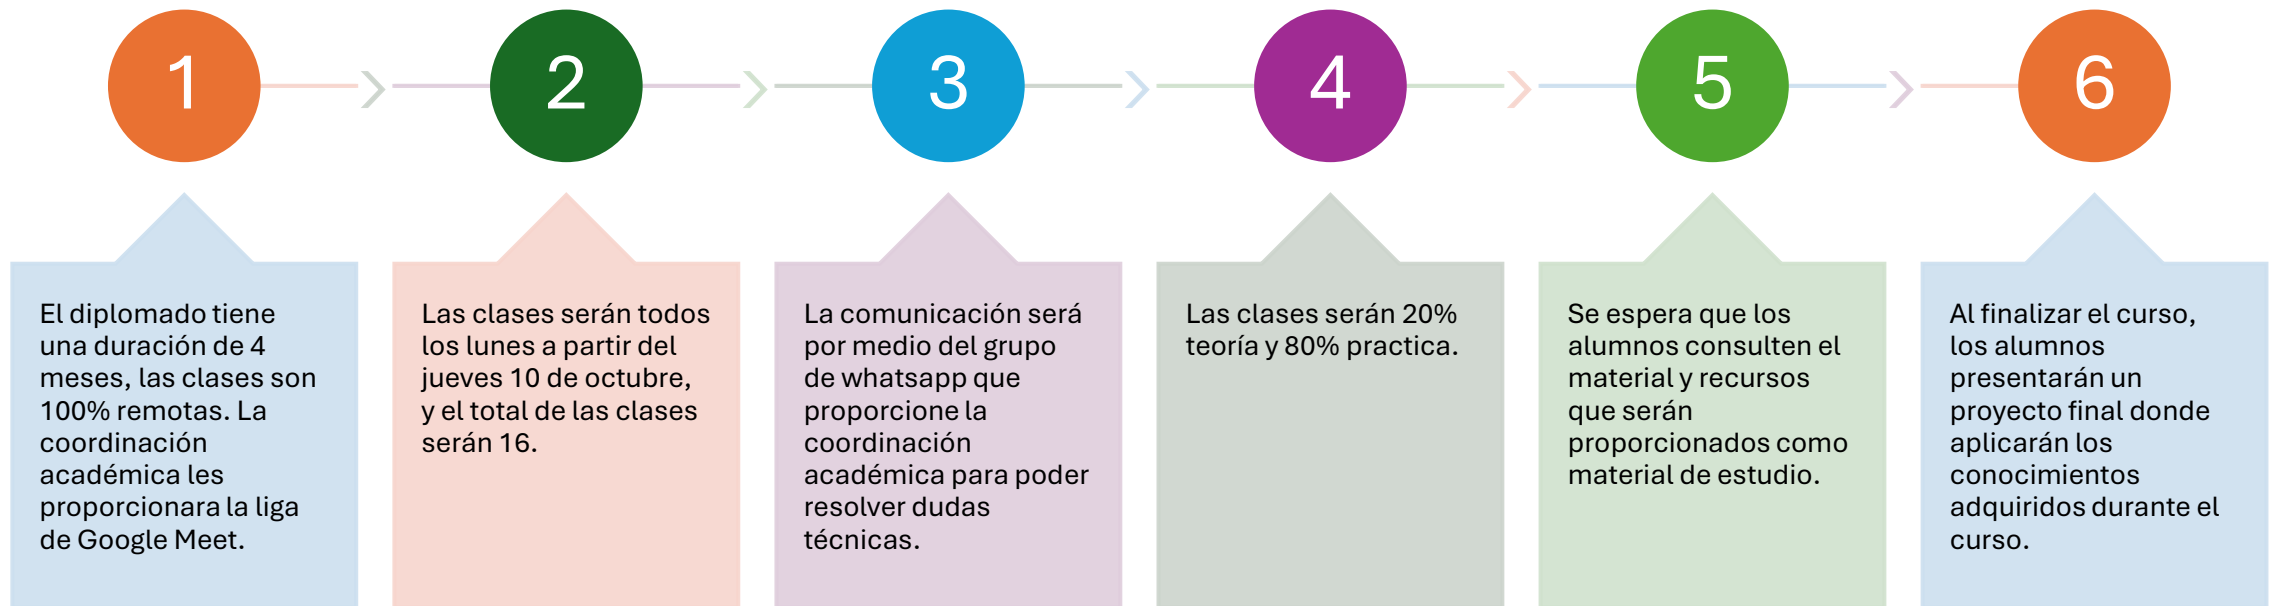 1
2
3
4
5
6
El diplomado tiene
una duración de 4
meses, las clases son
100% remotas. La
coordinación
académica les
proporcionara la liga
de Google Meet.
Las clases serán todos
los lunes a partir del
jueves 10 de octubre,
y el total de las clases
serán 16.
La comunicación será
por medio del grupo
de whatsapp que
proporcione la
coordinación
académica para poder
resolver dudas
técnicas.
Las clases serán 20%
teoría y 80% practica.
Se espera que los
alumnos consulten el
material y recursos
que serán
proporcionados como
material de estudio.
Al finalizar el curso,
los alumnos
presentarán un
proyecto final donde
aplicarán los
conocimientos
adquiridos durante el
curso.